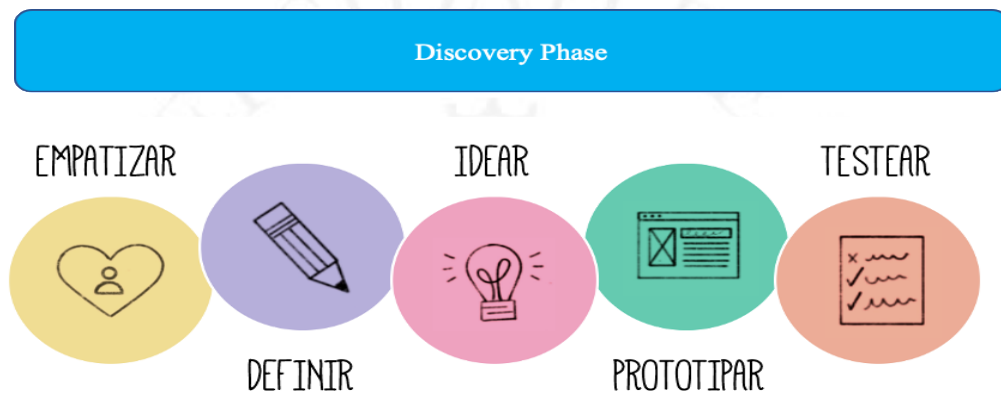 Discovery Phase
EMPATIZAR
IDEAR
TESTEAR
DEFINIR
PROTOTIPAR